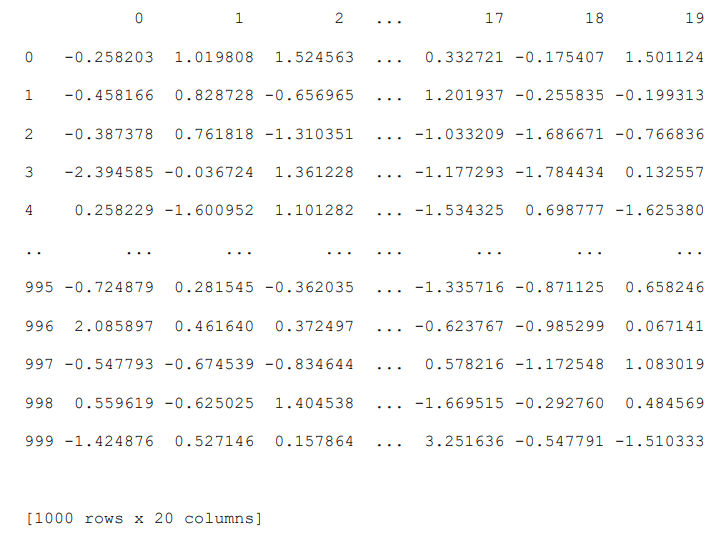 0 1 2 ... 17 18 19
0 -0.258203 1.019808 1.524563 ... 0.332721 -0.175407 1.501124
1 -0.458166 0.828728 -0.656965 ... 1.201937 -0.255835 -0.199313
2 -0.387378 0.761818 -1.310351 ... -1.033209 -1.686671 -0.766836
3 -2.394585 -0.036724 1.361228 ... -1.177293 -1.784434 0.132557
4 0.258229 -1.600952 1.101282 ... -1.534325 0.698777 -1.625380
.. ... ... ... ... ... ... ...
995 -0.724879 0.281545 -0.362035 ... -1.335716 -0.871125 0.658246
996 2.085897 0.461640 0.372497 ... -0.623767 -0.985299 0.067141
997 -0.547793 -0.674539 -0.834644 ... 0.578216 -1.172548 1.083019
998 0.559619 -0.625025 1.404538 ... -1.669515 -0.292760 0.484569
999 -1.424876 0.527146 0.157864 ... 3.251636 -0.547791 -1.510333
[1000 rows x 20 columns]